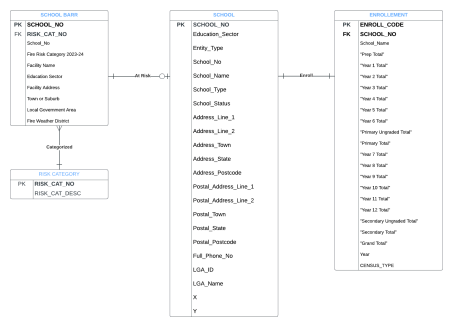 SCHOOL BARR
PK SCHOOL_NO
FK RISK_CAT_NO
School_No
Fire Risk Category 2023-24
Facility Name
Education Sector
Facility Address
Town or Suburb
Local Government Area
Fire Weather District
Categorized
RISK CATEGORY
PK RISK_CAT_NO
RISK_CAT_DESC
At Risk
SCHOOL
PK SCHOOL_NO
Education_Sector
Entity_Type
School_No
School_Name
School_Type
School_Status
Address_Line_1
Address_Line_2
Address_Town
Address_State
Address_Postcode
Postal_Address_Line_1
Postal_Address_Line_2
Postal_Town
Postal_State
Postal_Postcode
Full_Phone_No
LGA_ID
LGA_Name
X
Y
Enroll
ENROLLEMENT
PK ENROLL_CODE
FK SCHOOL_NO
School_Name
"Prep Total"
"Year 1 Total"
"Year 2 Total"
"Year 3 Total"
"Year 4 Total"
"Year 5 Total"
"Year 6 Total"
"Primary Ungraded Total"
"Primary Total"
"Year 7 Total"
"Year 8 Total"
"Year 9 Total"
"Year 10 Total"
"Year 11 Total"
"Year 12 Total"
"Secondary Ungraded Total"
"Secondary Total"
"Grand Total"
Year
CENSUS_TYPE